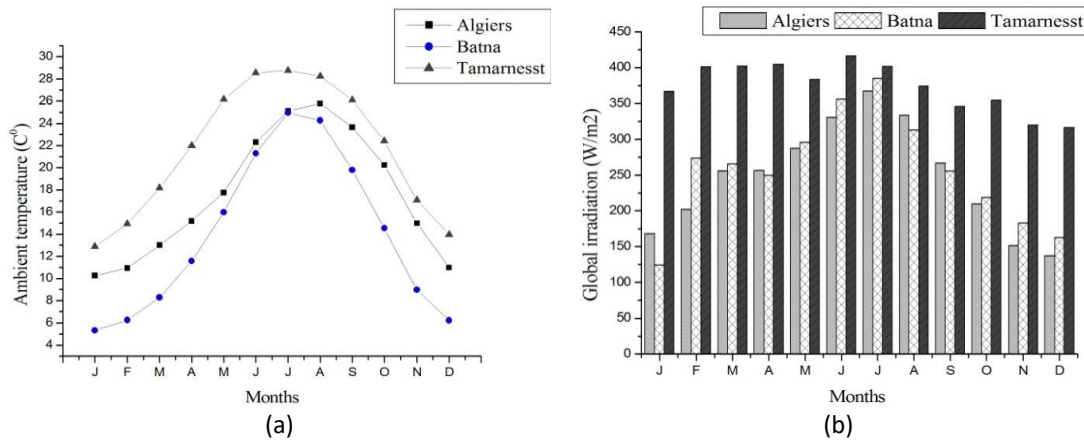 Algiers
Batna
Tamarnesst
30
28
26
24
22
20
18
16
14
12
10
8
6
4
Ambient temperature (C⁰)
J F M A M J J A S O N D
Months
(a)
Algiers Batna Tamarnesst
450
400
350
300
250
200
150
100
50
0
Global irradiation (W/m2)
J F M A M J J A S O N D
Months
(b)